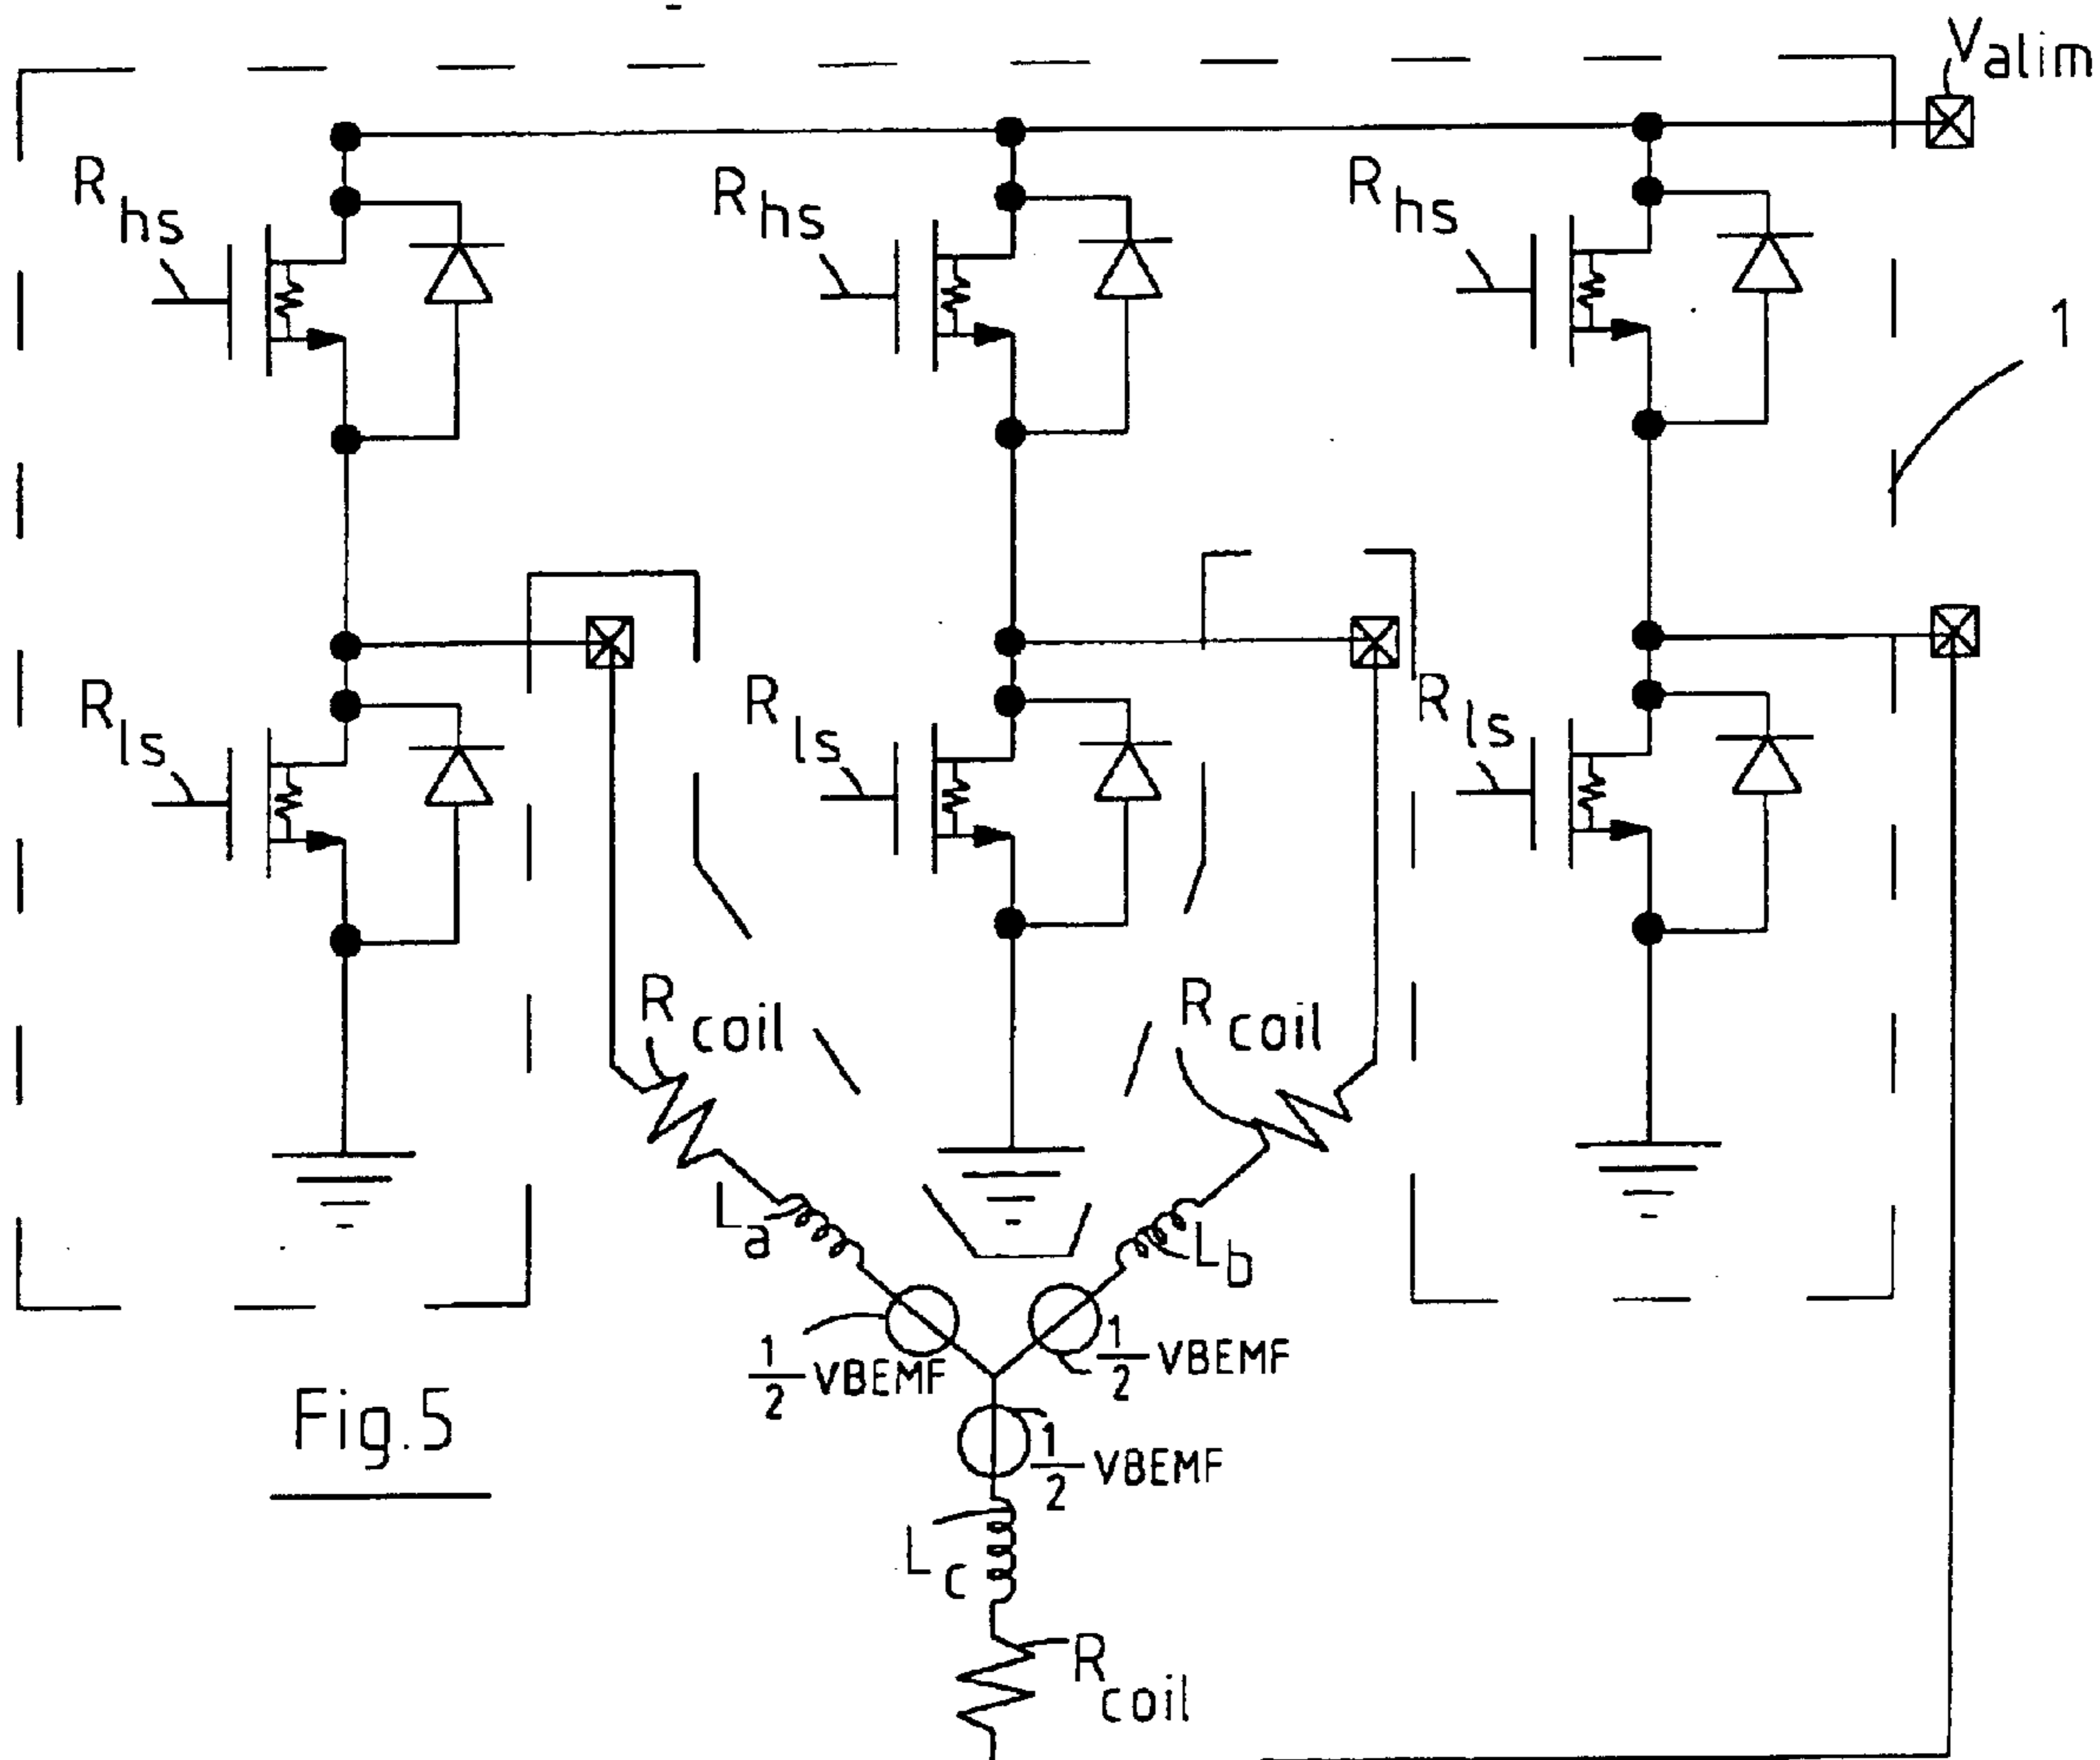 Valim
Rhs
Rhs
Rhs
1
Rls
Rls
Rls
Rcoil
Rcoil
La
Lb
1/2 VBEMF
1/2 VBEMF
Fig.5
1/2 VBEMF
Lc
Rcoil